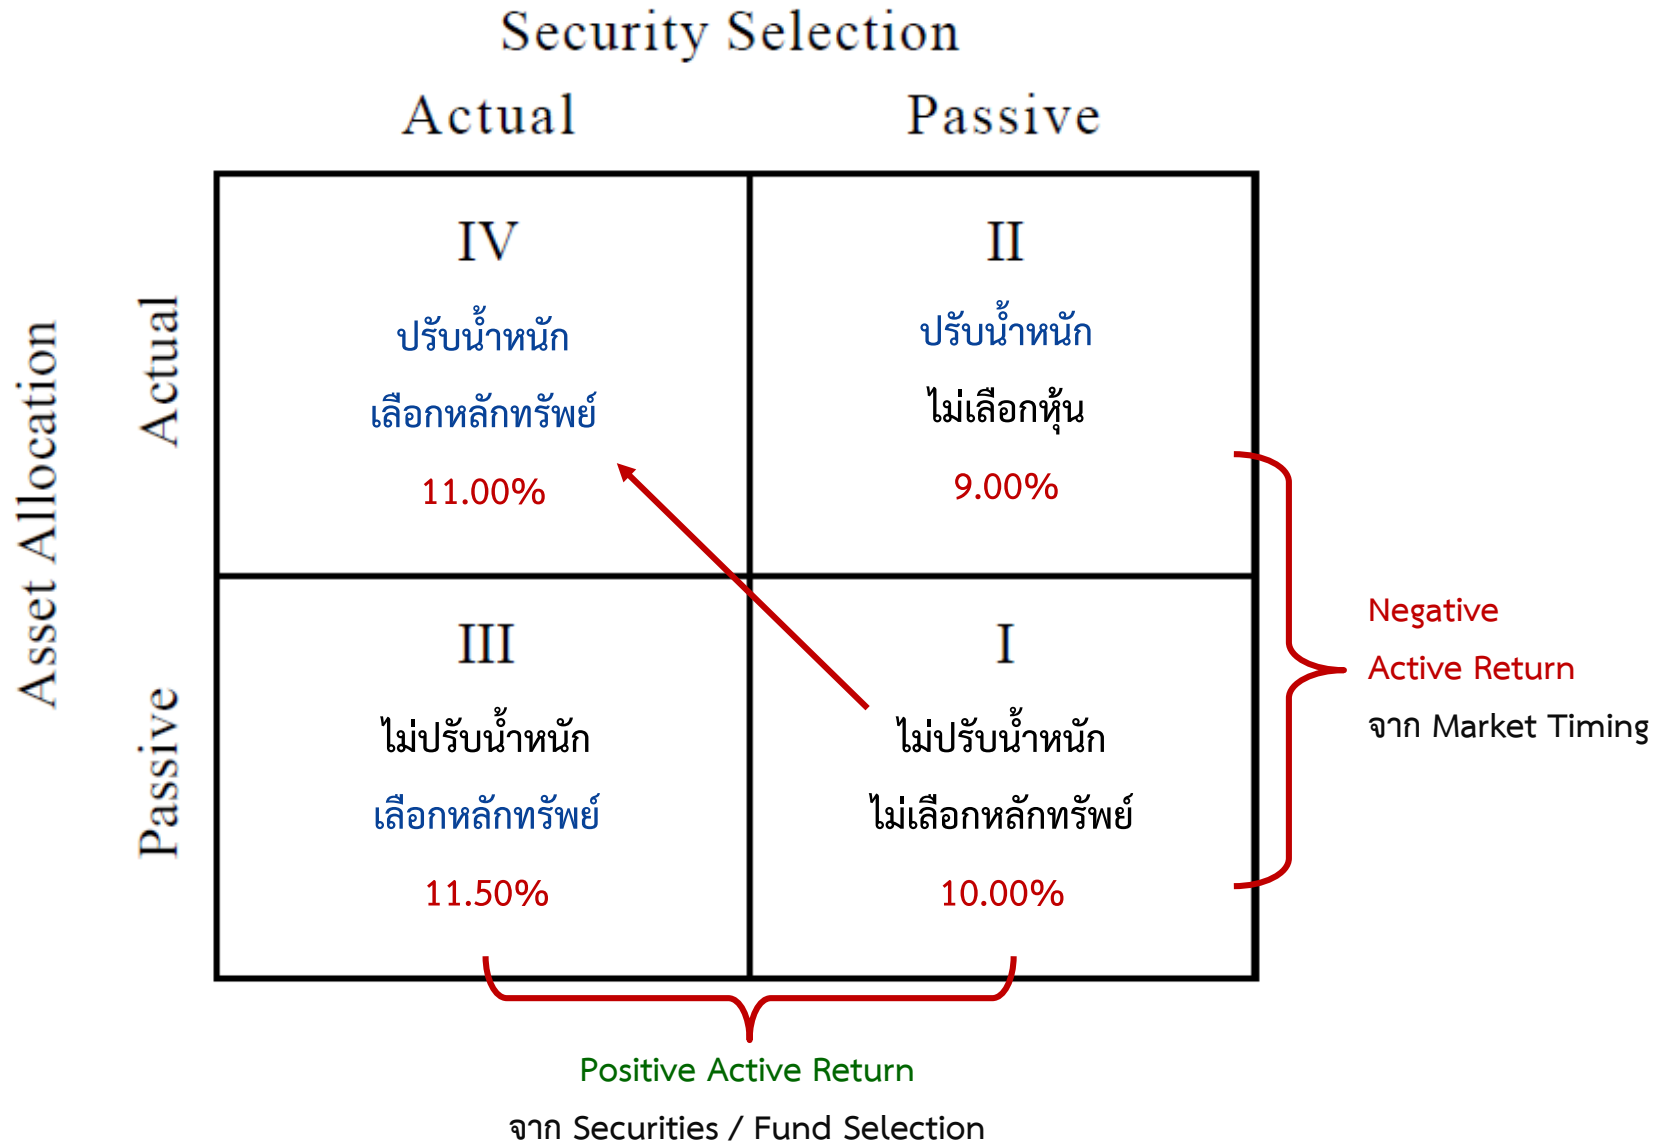 Security Selection
Actual
Passive
Asset Allocation
Actual
IV
ปรับน้ำหนัก
เลือกหลักทรัพย์
11.00%
II
ปรับน้ำหนัก
ไม่เลือกหุ้น
9.00%
Passive
III
ไม่ปรับน้ำหนัก
เลือกหลักทรัพย์
11.50%
I
ไม่ปรับน้ำหนัก
ไม่เลือกหลักทรัพย์
10.00%
Negative
Active Return
จาก Market Timing
Positive Active Return
จาก Securities / Fund Selection